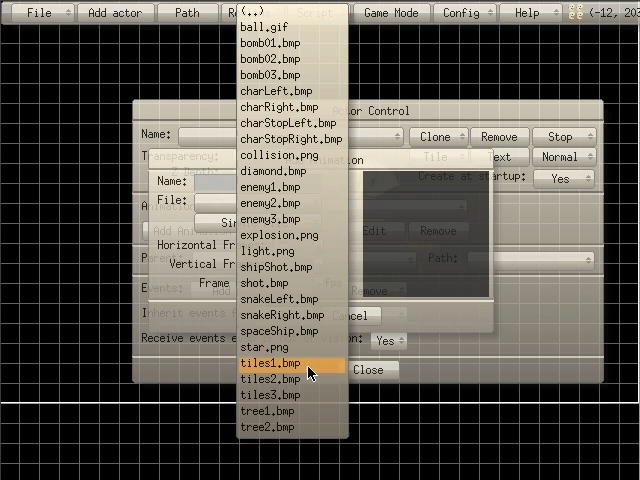 File Add actor Path Script Game Mode Config Help (-12, 203
(..)
ball.gif
bomb01.bmp
bomb02.bmp
bomb03.bmp
charLeft.bmp
charRight.bmp
charStopLeft.bmp
charStopRight.bmp
collision.png
diamond.bmp
enemy1.bmp
enemy2.bmp
enemy3.bmp
explosion.png
light.png
shipShot.bmp
shot.bmp
snakeLeft.bmp
snakeRight.bmp
spaceShip.bmp
star.png
tiles1.bmp
tiles2.bmp
tiles3.bmp
tree1.bmp
tree2.bmp
Actor Control
Name: Clone Remove Stop
Transparency: Tile Text Normal
Z Depth: Create at startup: Yes
Add Animation Edit Remove
Parent: Path:
Events: Add Remove
Inherit events
Receive events Yes
Close
Name:
File:
Horizontal Fr
Vertical Fr
Frame
Cancel